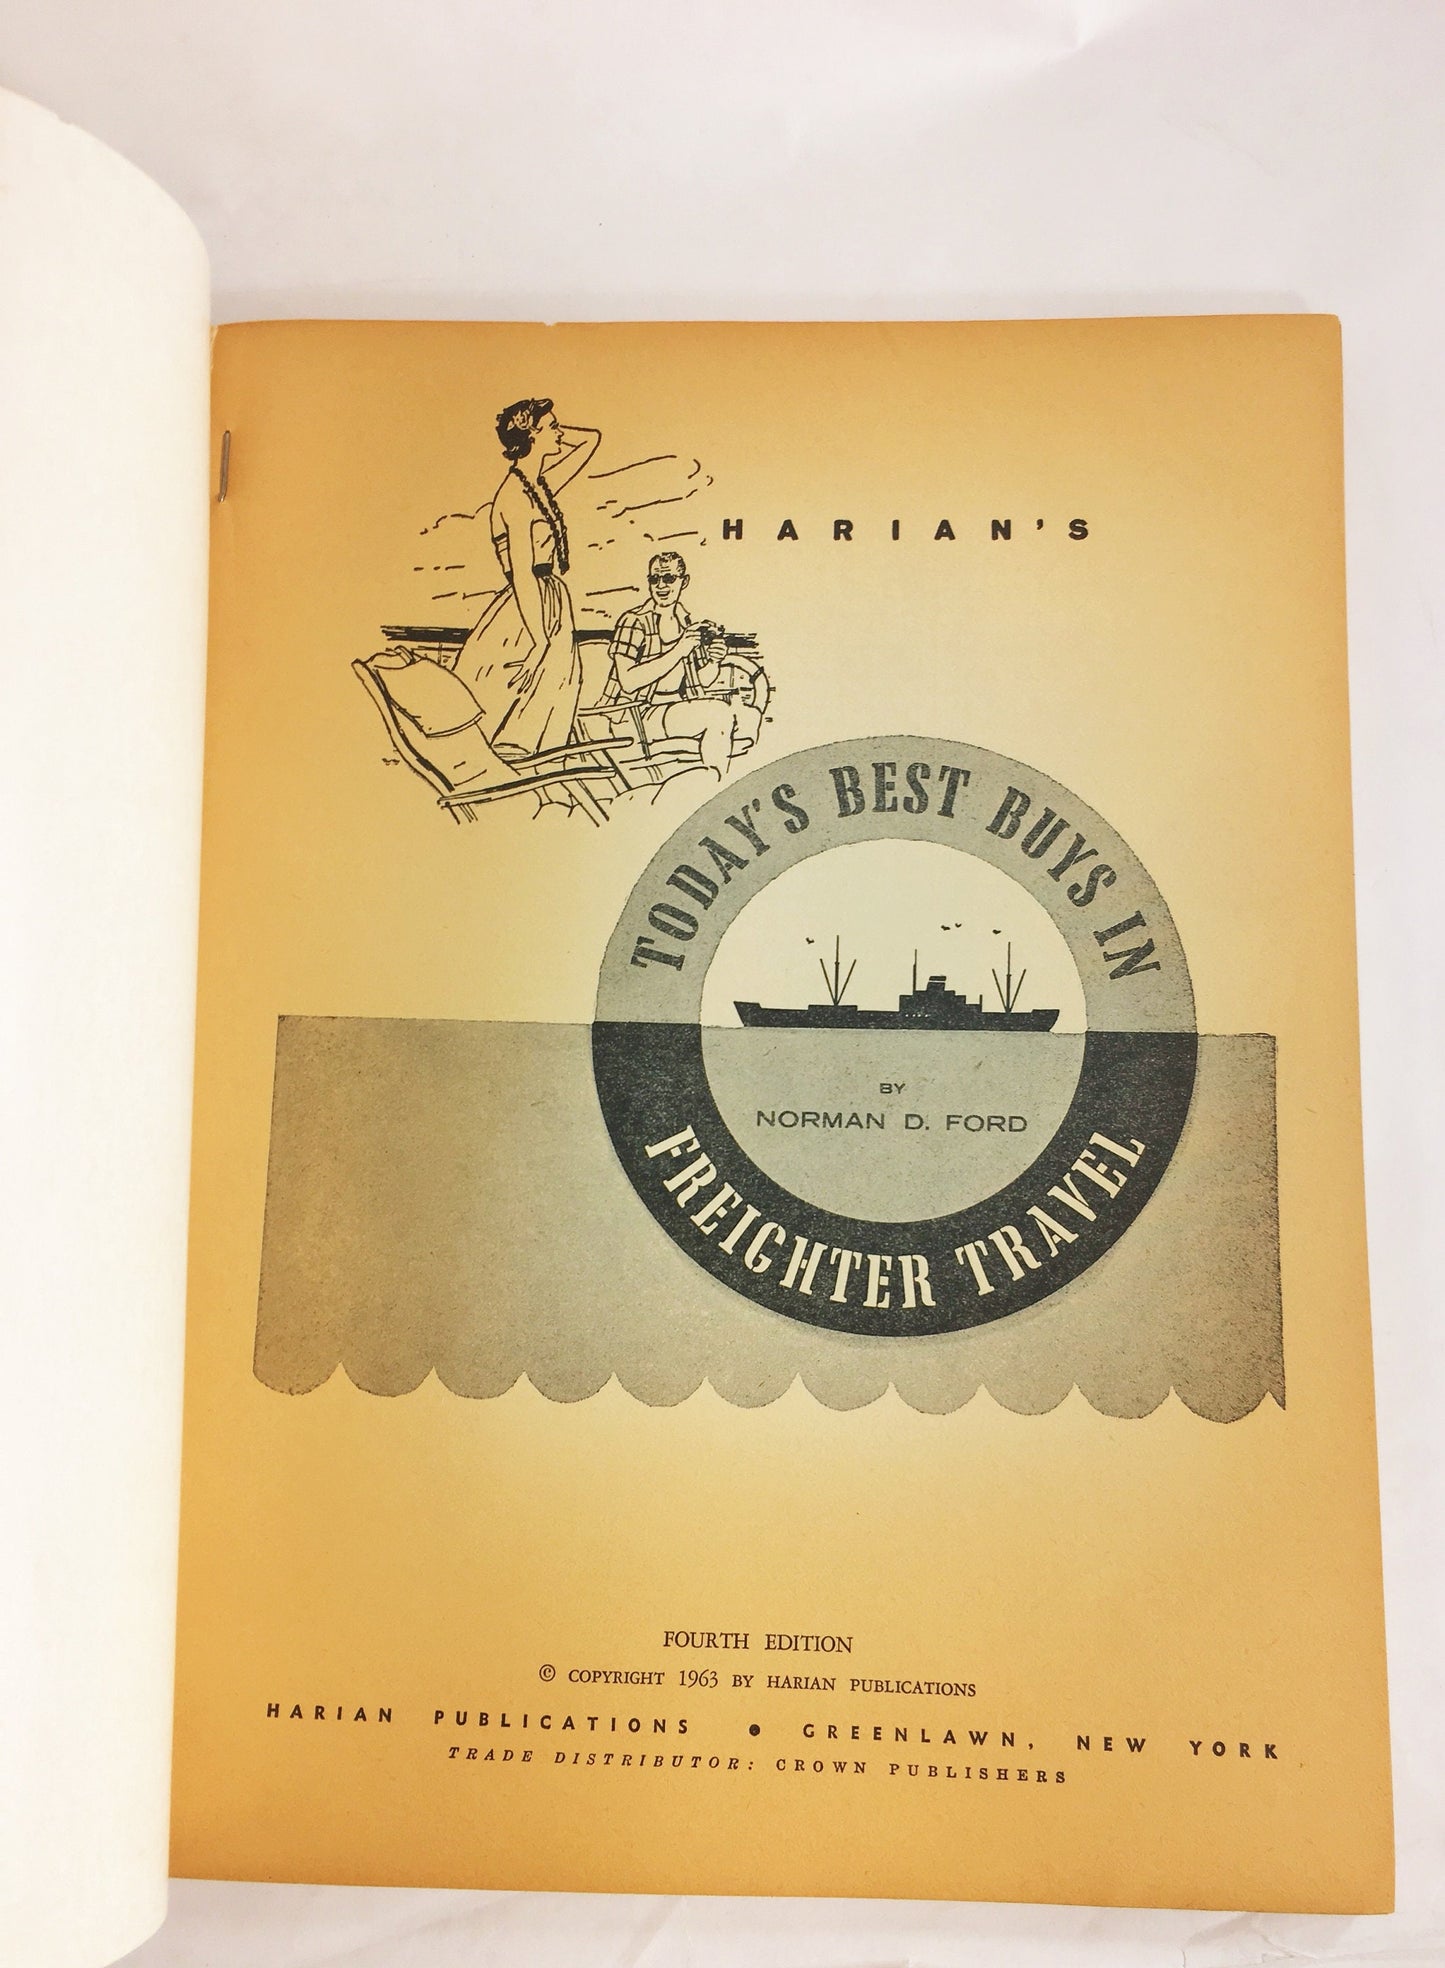 HARIAN'S
TODAY'S BEST BUYS IN
BY
NORMAN D. FORD
FREIGHTER TRAVEL
FOURTH EDITION
© COPYRIGHT 1963 BY HARIAN PUBLICATIONS
HARIAN PUBLICATIONS ● GREENLAWN, NEW YORK
TRADE DISTRIBUTOR: CROWN PUBLISHERS